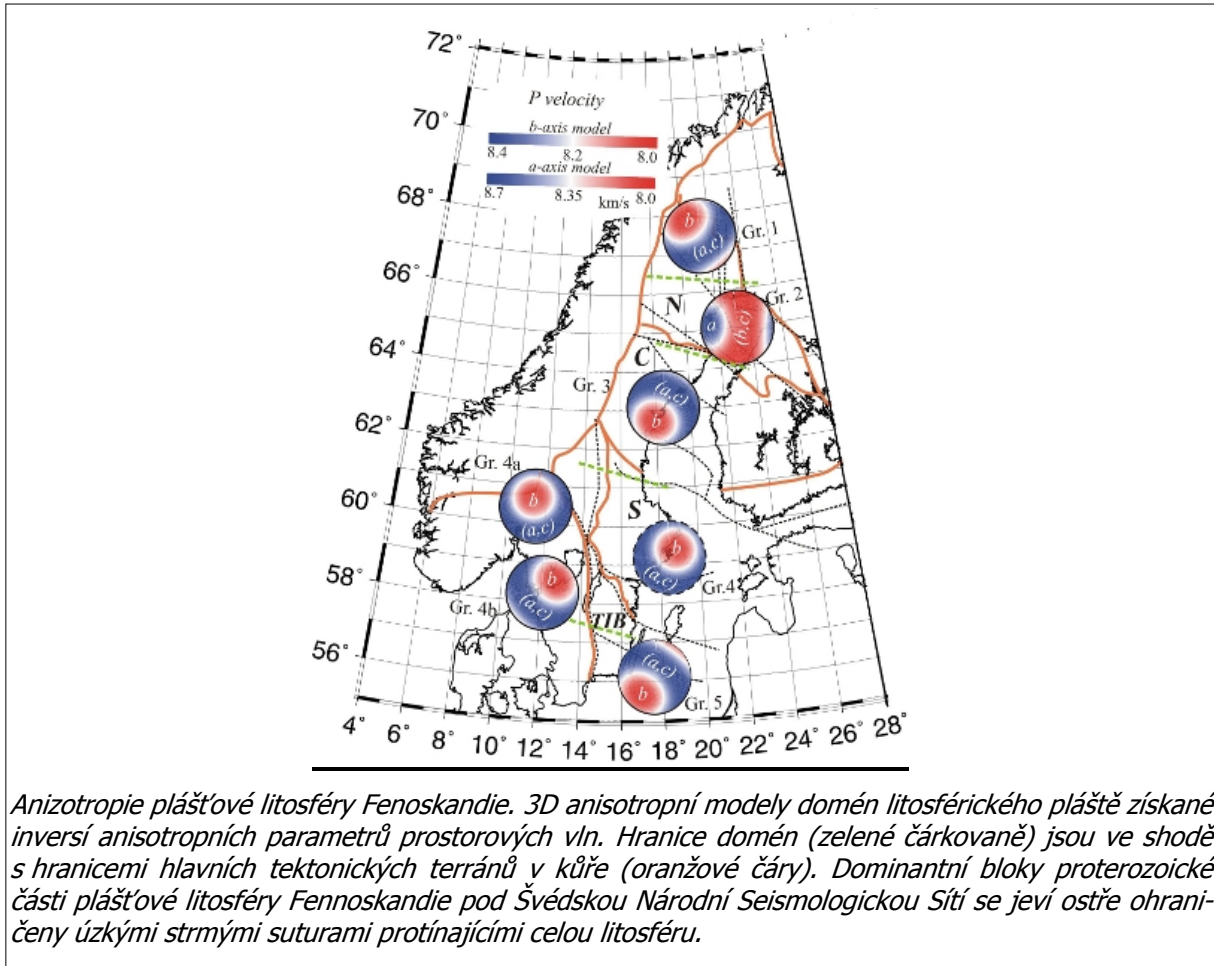 72°
P velocity
b-axis model
8.4 8.2 8.0
a-axis model
8.7 8.35 8.0
km/s
70°
68°
b
(a,c)
Gr. 1
66°
N
Gr. 2
a
(b,c)
64°
C
Gr. 3
(a,c)
b
62°
Gr. 4a
b
(a,c)
60°
S
b
(a,c)
Gr.4
58°
b
(a,c)
Gr. 4b
TIB
56°
(a,c)
b
Gr. 5
4° 6° 8° 10° 12° 14° 16° 18° 20° 22° 24° 26° 28°
Anizotropie plášťové litosféry Fenoskandie. 3D anisotropní modely domén litosférického pláště získané
inversí anisotropních parametrů prostorových vln. Hranice domén (zelené čárkovaně) jsou ve shodě
s hranicemi hlavních tektonických terránů v kůře (oranžové čáry). Dominantní bloky proterozoické
části plášťové litosféry Fennoskandie pod Švédskou Národní Seismologickou Sítí se jeví ostře ohrani-
čeny úzkými strmými suturami protínajícími celou litosféru.